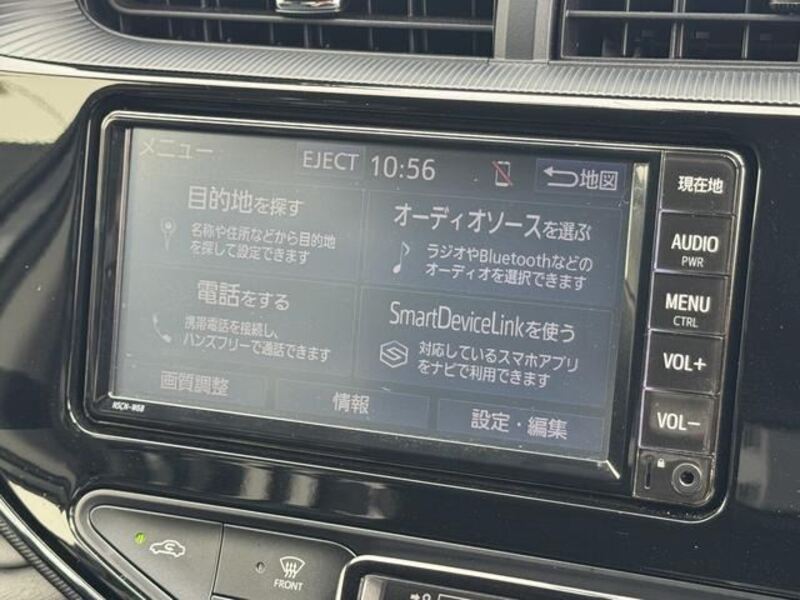 メニュー
EJECT 10:56
地図
目的地を探す
名称や住所などから目的地
を探して設定できます
オーディオソースを選ぶ
ラジオやBluetoothなどの
オーディオを選択できます
電話をする
携帯電話を接続し、
ハンズフリーで通話できます
SmartDeviceLinkを使う
対応しているスマホアプリ
をナビで利用できます
画質調整
情報
設定・編集
NSCN-W68
現在地
AUDIO
PWR
MENU
CTRL
VOL+
VOL−
FRONT